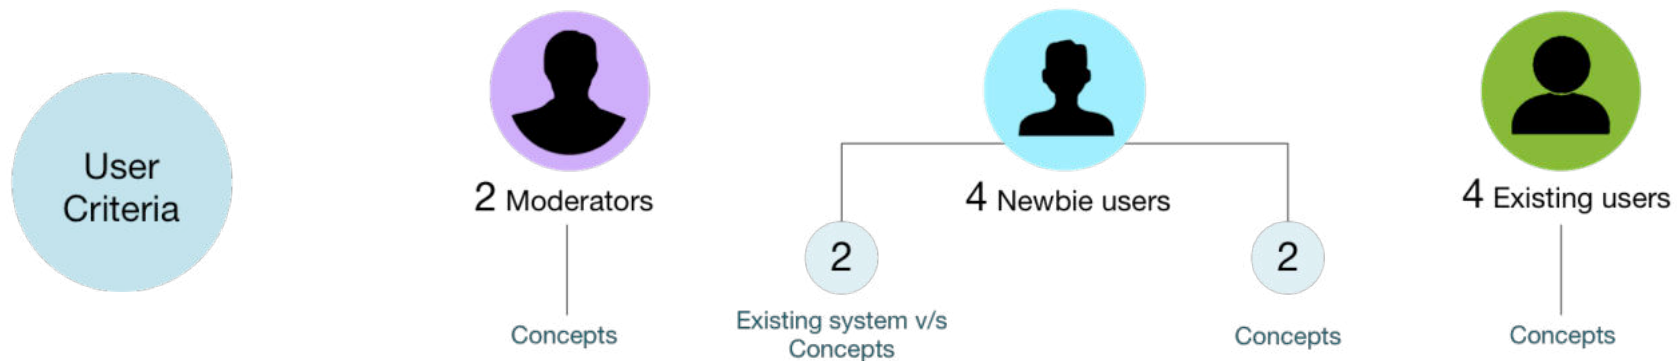 User
Criteria
2 Moderators
Concepts
4 Newbie users
2
Existing system v/s
Concepts
2
Concepts
4 Existing users
Concepts